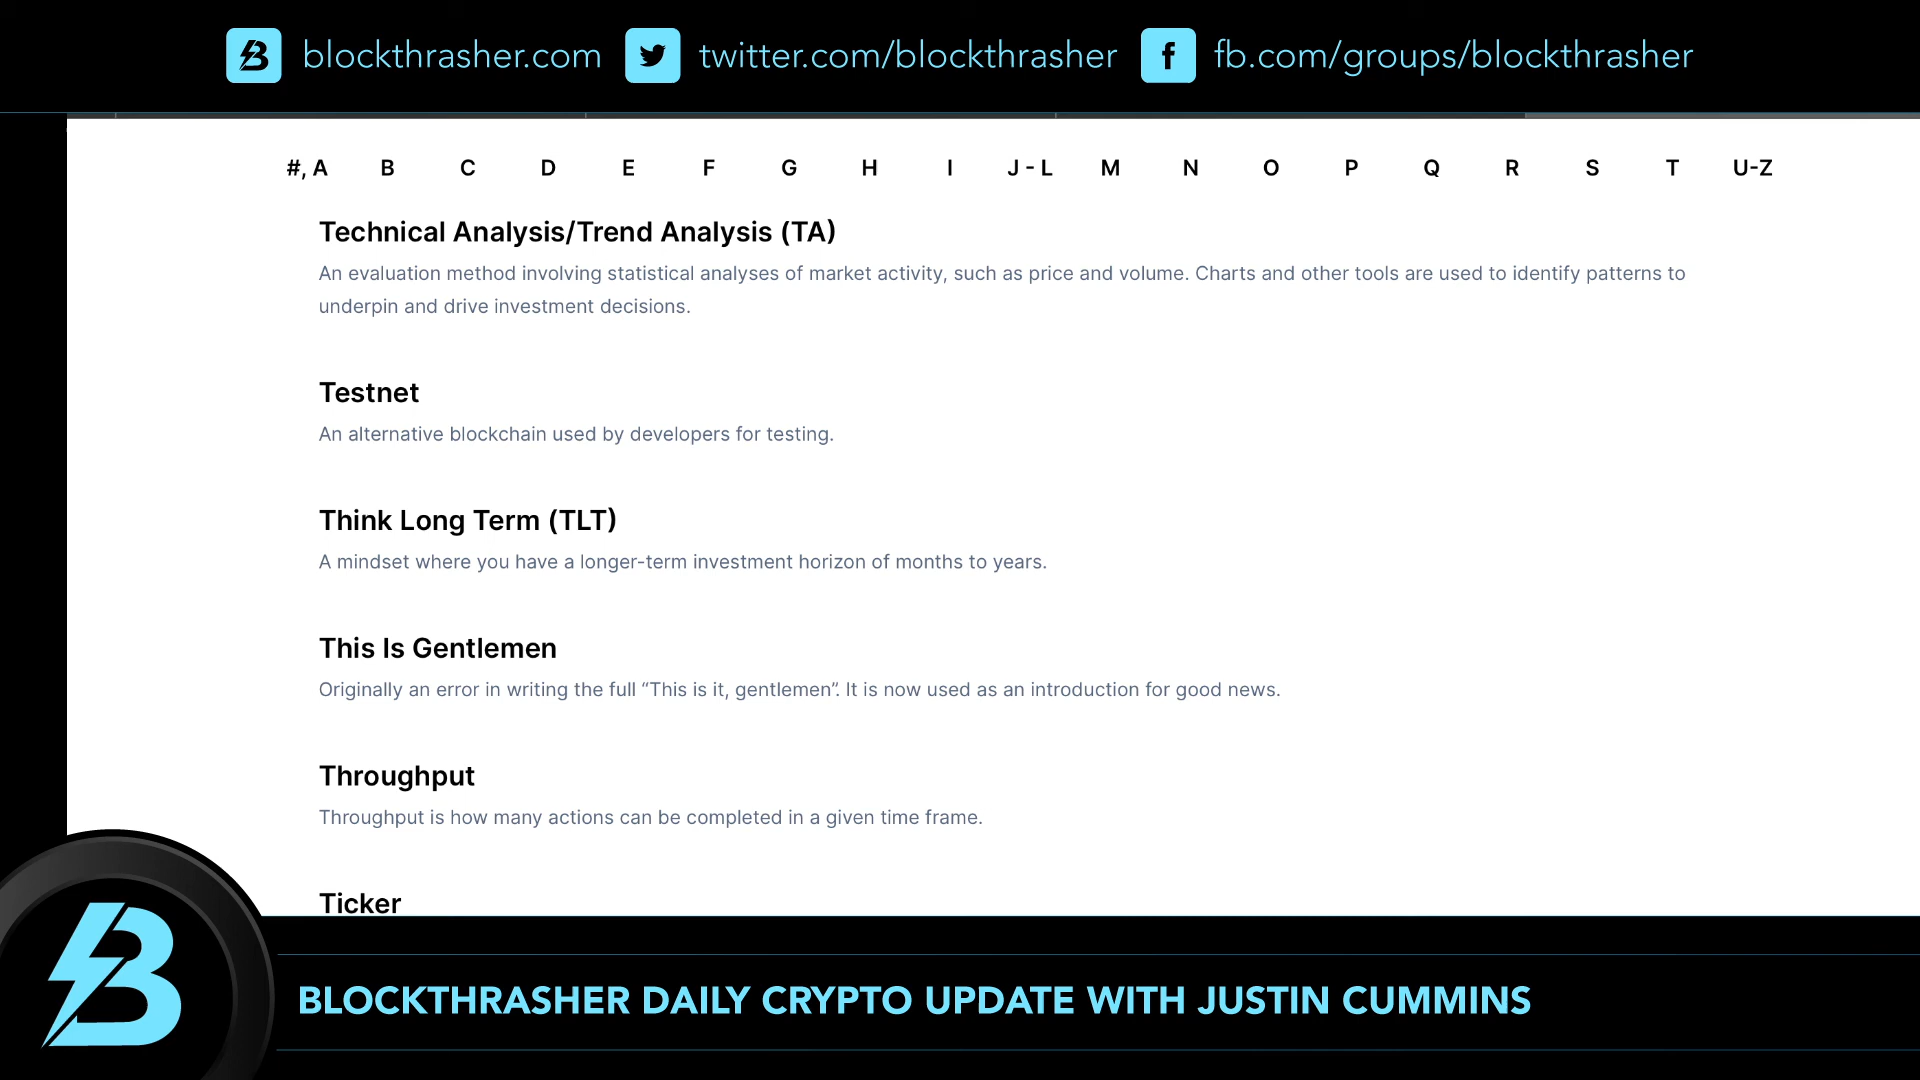 blockthrasher.com twitter.com/blockthrasher fb.com/groups/blockthrasher
#, A B C D E F G H I J - L M N O P Q R S T U-Z
Technical Analysis/Trend Analysis (TA)
An evaluation method involving statistical analyses of market activity, such as price and volume. Charts and other tools are used to identify patterns to
underpin and drive investment decisions.
Testnet
An alternative blockchain used by developers for testing.
Think Long Term (TLT)
A mindset where you have a longer-term investment horizon of months to years.
This Is Gentlemen
Originally an error in writing the full “This is it, gentlemen”. It is now used as an introduction for good news.
Throughput
Throughput is how many actions can be completed in a given time frame.
Ticker
BLOCKTHRASHER DAILY CRYPTO UPDATE WITH JUSTIN CUMMINS